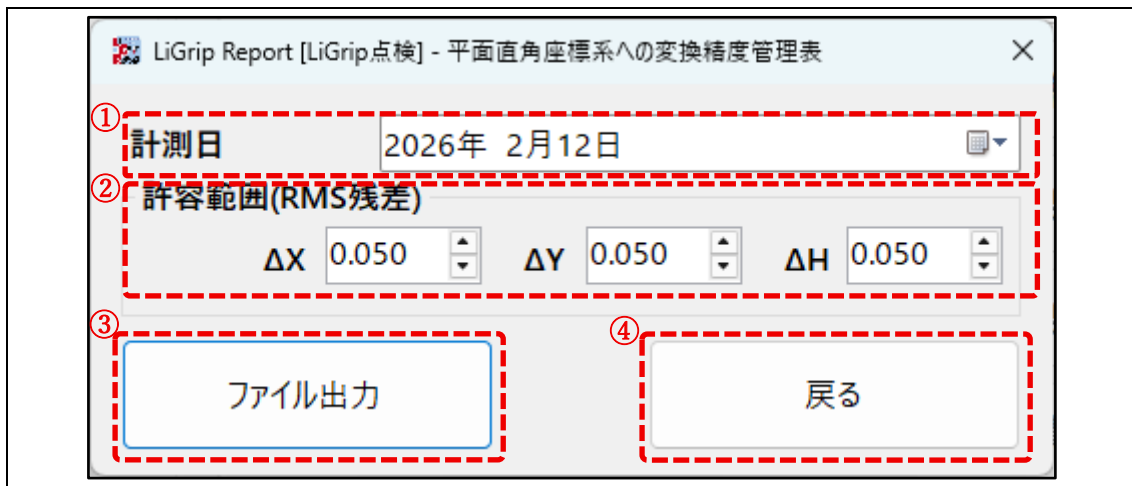 LiGrip Report [LiGrip点検] - 平面直角座標系への変換精度管理表
①
計測日 2026年 2月12日
②
許容範囲(RMS残差)
ΔX 0.050 ΔY 0.050 ΔH 0.050
③ ④
ファイル出力 戻る